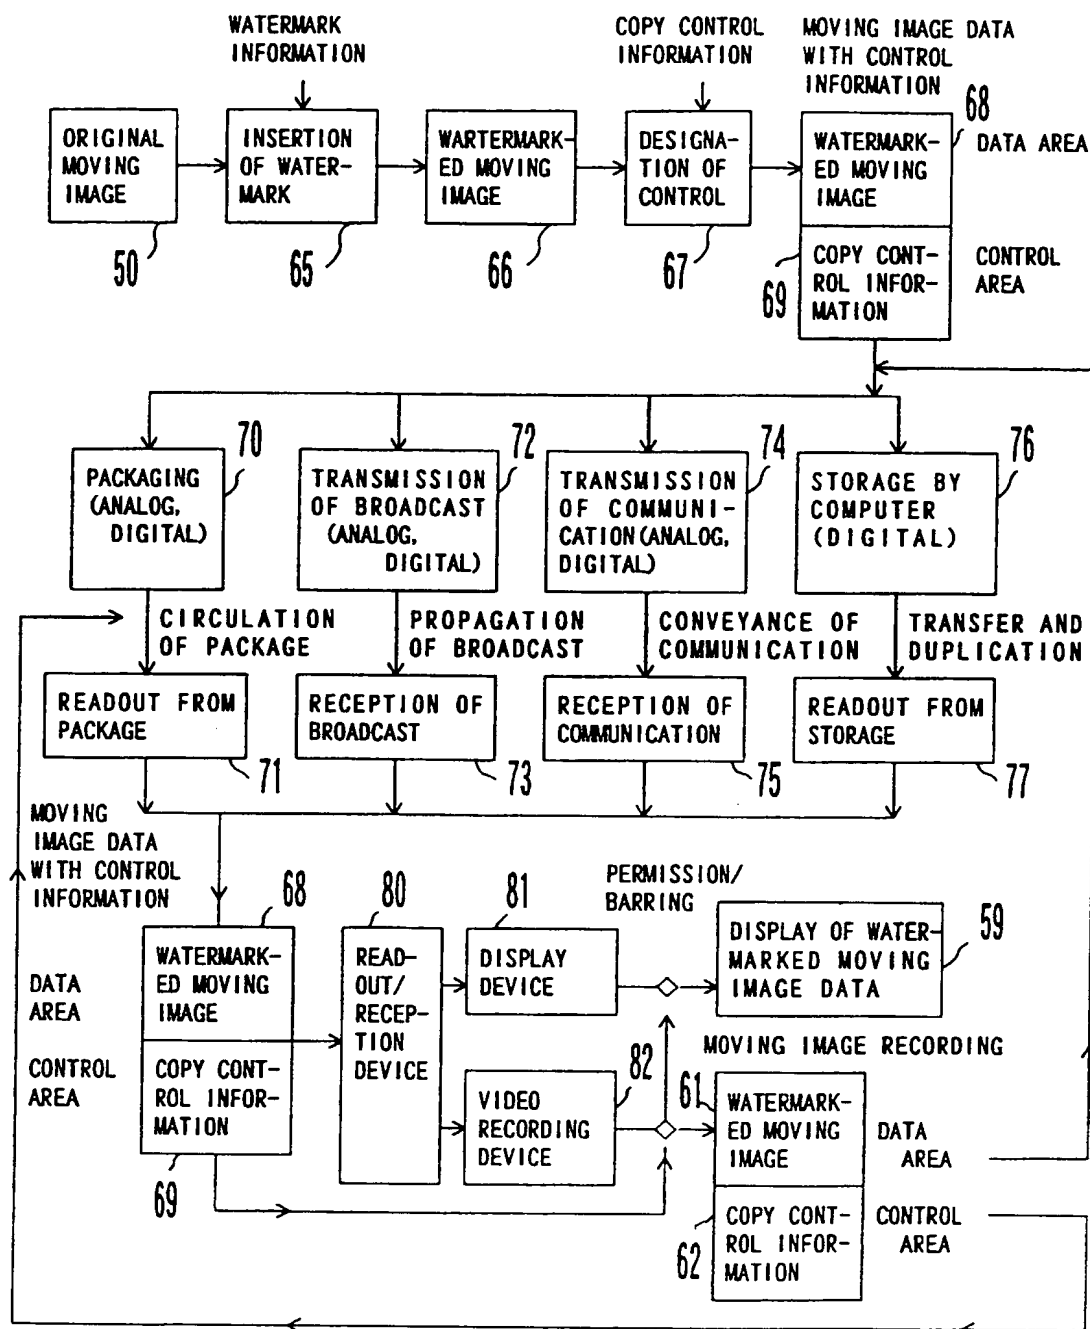 WATERMARK
INFORMATION
COPY CONTROL
INFORMATION
MOVING IMAGE DATA
WITH CONTROL
INFORMATION
ORIGINAL
MOVING
IMAGE
50
INSERTION
OF WATER-
MARK
65
WARTERMARK-
ED MOVING
IMAGE
66
DESIGNA-
TION OF
CONTROL
67
68
WATERMARK-
ED MOVING
IMAGE
DATA AREA
69
COPY CONT-
ROL INFOR-
MATION
CONTROL
AREA
70
PACKAGING
(ANALOG,
DIGITAL)
72
TRANSMISSION
OF BROADCAST
(ANALOG,
DIGITAL)
74
TRANSMISSION
OF COMMUNI-
CATION(ANALOG,
DIGITAL)
76
STORAGE BY
COMPUTER
(DIGITAL)
CIRCULATION
OF PACKAGE
PROPAGATION
OF BROADCAST
CONVEYANCE OF
COMMUNICATION
TRANSFER AND
DUPLICATION
READOUT FROM
PACKAGE
71
RECEPTION OF
BROADCAST
73
RECEPTION OF
COMMUNICATION
75
READOUT FROM
STORAGE
77
MOVING
IMAGE DATA
WITH CONTROL
INFORMATION
68
WATERMARK-
ED MOVING
IMAGE
DATA
AREA
COPY CONT-
ROL INFOR-
MATION
CONTROL
AREA
69
80
READ-
OUT/
RECEP-
TION
DEVICE
81
DISPLAY
DEVICE
PERMISSION/
BARRING
DISPLAY OF WATER-
MARKED MOVING
IMAGE DATA
59
82
VIDEO
RECORDING
DEVICE
MOVING IMAGE RECORDING
61
WATERMARK-
ED MOVING
IMAGE
DATA
AREA
62
COPY CONT-
ROL INFOR-
MATION
CONTROL
AREA